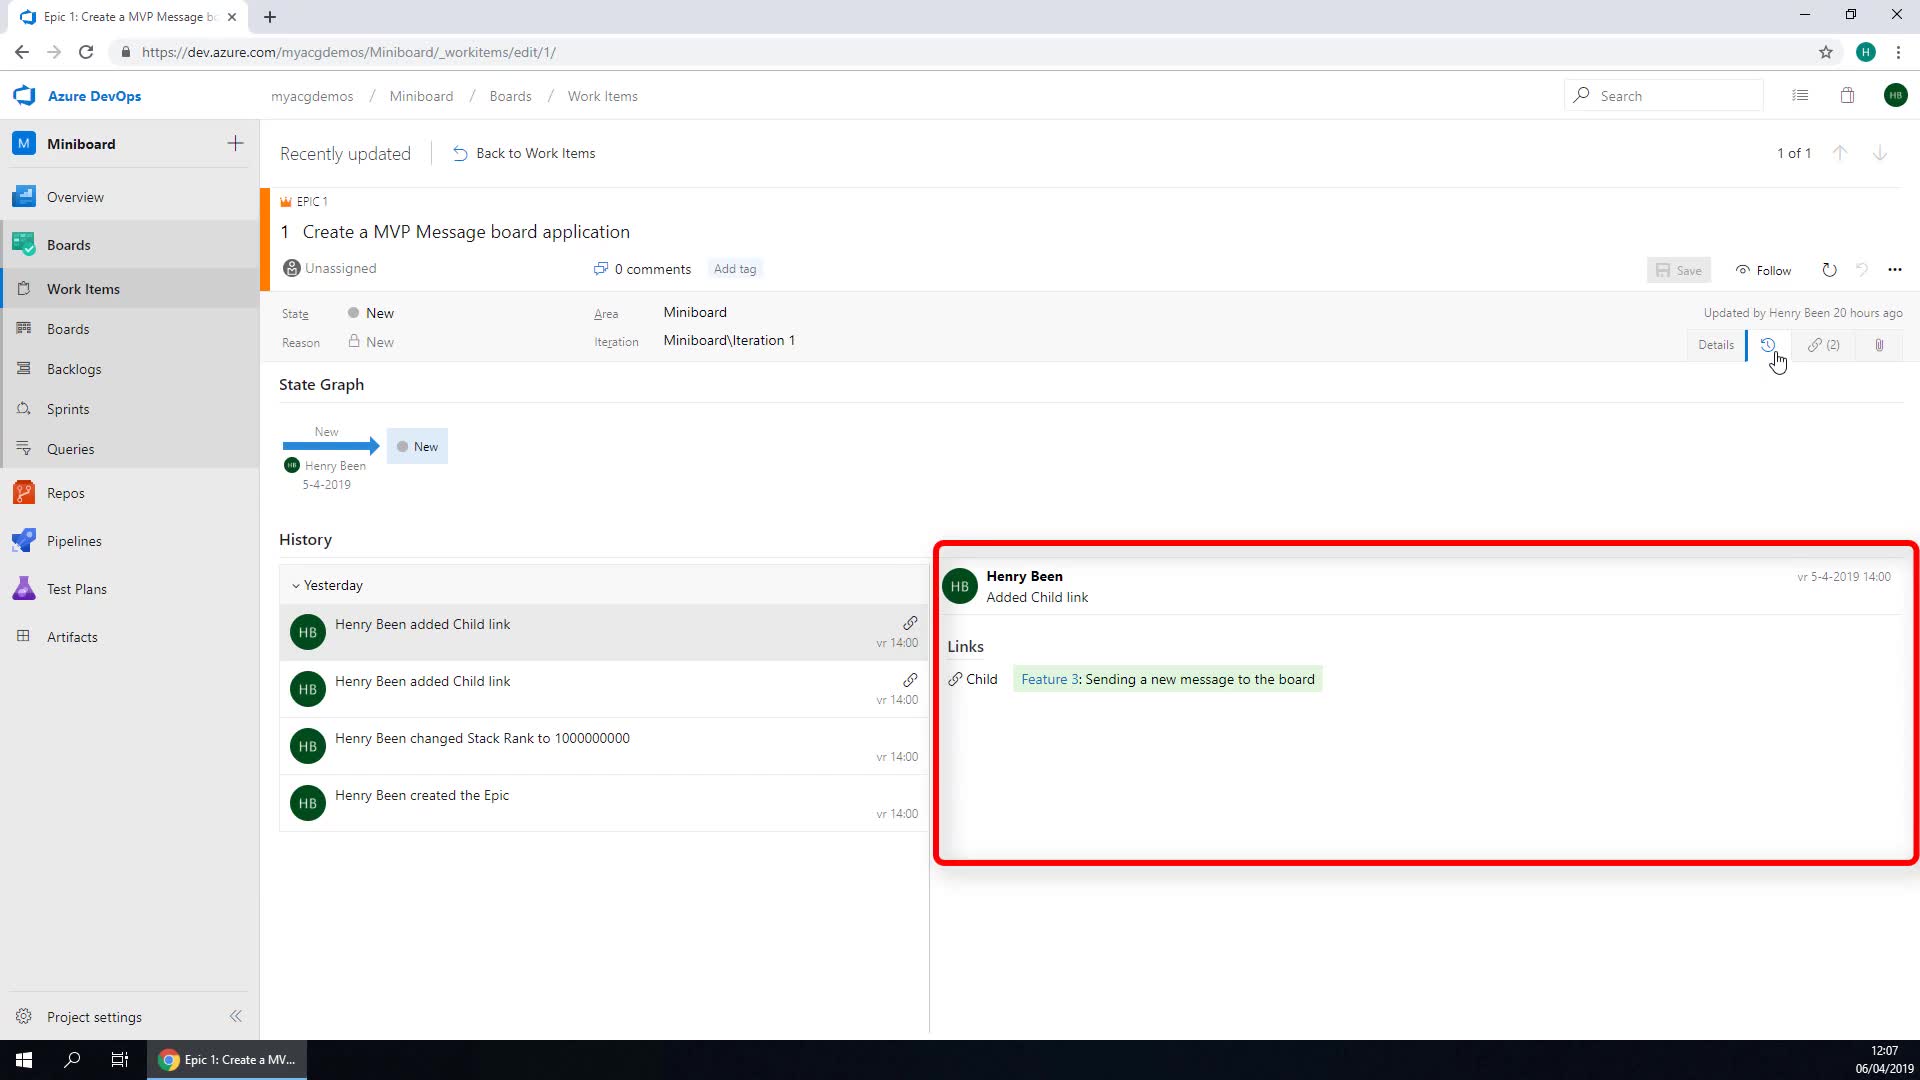 Epic 1: Create a MVP Message bo
https://dev.azure.com/myacgdemos/Miniboard/_workitems/edit/1/
H
Azure DevOps
myacgdemos / Miniboard / Boards / Work Items
Search
HB
M Miniboard
Overview
Boards
Work Items
Boards
Backlogs
Sprints
Queries
Repos
Pipelines
Test Plans
Artifacts
Project settings
Recently updated
Back to Work Items
1 of 1
EPIC 1
1 Create a MVP Message board application
Unassigned
0 comments
Add tag
Save
Follow
State New
Area Miniboard
Updated by Henry Been 20 hours ago
Reason New
Iteration Miniboard\Iteration 1
Details
(2)
State Graph
New
New
HB Henry Been
5-4-2019
History
Yesterday
HB Henry Been added Child link
vr 14:00
HB Henry Been added Child link
vr 14:00
HB Henry Been changed Stack Rank to 1000000000
vr 14:00
HB Henry Been created the Epic
vr 14:00
HB Henry Been
vr 5-4-2019 14:00
Added Child link
Links
Child Feature 3: Sending a new message to the board
Epic 1: Create a MV...
12:07
06/04/2019